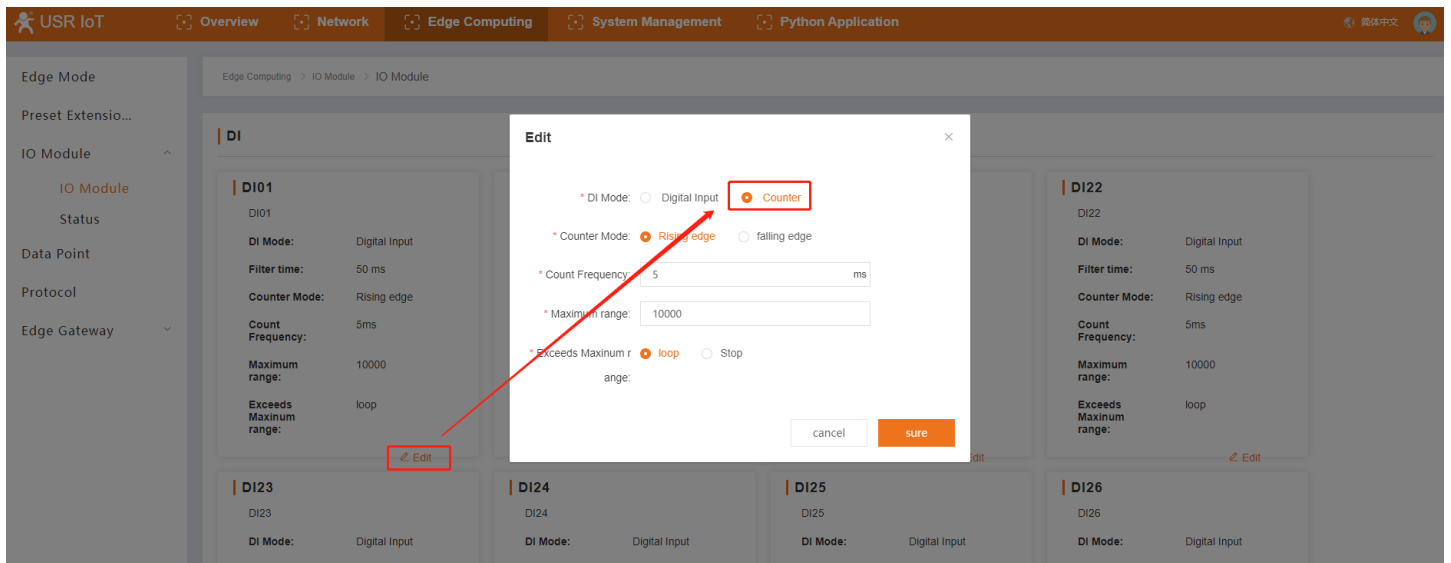 USR IoT
Overview
Network
Edge Computing
System Management
Python Application
简体中文
Edge Mode
Preset Extensio...
IO Module
IO Module
Status
Data Point
Protocol
Edge Gateway
Edge Computing > IO Module > IO Module
DI
DI01
DI01
DI Mode: Digital Input
Filter time: 50 ms
Counter Mode: Rising edge
Count Frequency: 5ms
Maximum range: 10000
Exceeds Maxinum range: loop
Edit
Edit
* DI Mode: Digital Input Counter
* Counter Mode: Rising edge falling edge
* Count Frequency: 5 ms
* Maximum range: 10000
* Exceeds Maxinum r loop Stop
ange:
cancel sure
dit
DI22
DI22
DI Mode: Digital Input
Filter time: 50 ms
Counter Mode: Rising edge
Count Frequency: 5ms
Maximum range: 10000
Exceeds Maxinum range: loop
Edit
DI23
DI23
DI Mode: Digital Input
DI24
DI24
DI Mode: Digital Input
DI25
DI25
DI Mode: Digital Input
DI26
DI26
DI Mode: Digital Input